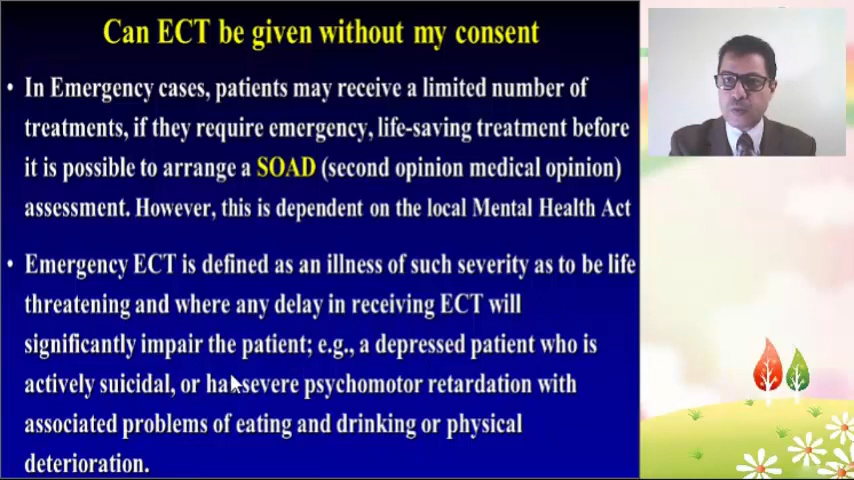 Can ECT be given without my consent
• In Emergency cases, patients may receive a limited number of
treatments, if they require emergency, life-saving treatment before
it is possible to arrange a SOAD (second opinion medical opinion)
assessment. However, this is dependent on the local Mental Health Act
• Emergency ECT is defined as an illness of such severity as to be life
threatening and where any delay in receiving ECT will
significantly impair the patient; e.g., a depressed patient who is
actively suicidal, or severe psychomotor retardation with
associated problems of eating and drinking or physical
deterioration.